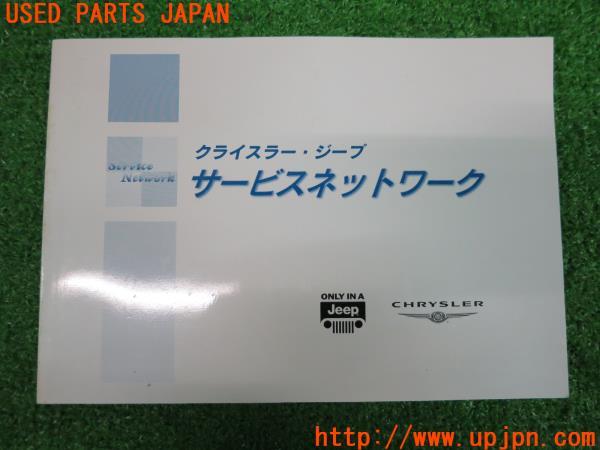 USED PARTS JAPAN
クライスラー・ジープ
Service
Network
サービスネットワーク
ONLY IN A
Jeep
CHRYSLER
http://www.upjpn.com